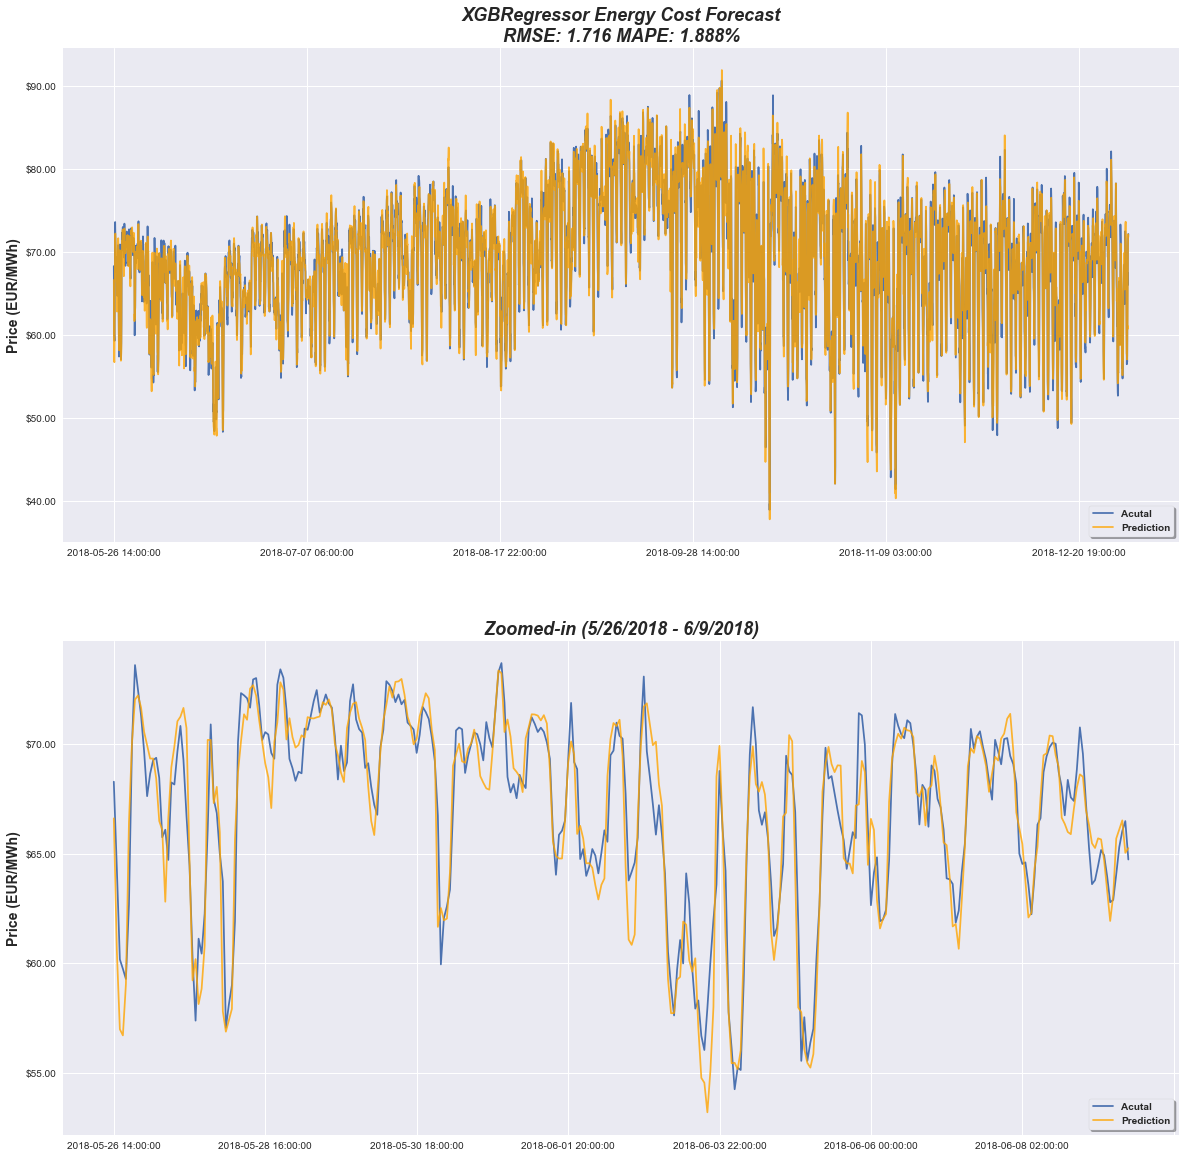 XGBRegressor Energy Cost Forecast
RMSE: 1.716 MAPE: 1.888%
Price (EUR/MWh)
$90.00
$80.00
$70.00
$60.00
$50.00
$40.00
Acutal
Prediction
2018-05-26 14:00:00
2018-07-07 06:00:00
2018-08-17 22:00:00
2018-09-28 14:00:00
2018-11-09 03:00:00
2018-12-20 19:00:00
Zoomed-in (5/26/2018 - 6/9/2018)
Price (EUR/MWh)
$70.00
$65.00
$60.00
$55.00
Acutal
Prediction
2018-05-26 14:00:00
2018-05-28 16:00:00
2018-05-30 18:00:00
2018-06-01 20:00:00
2018-06-03 22:00:00
2018-06-06 00:00:00
2018-06-08 02:00:00